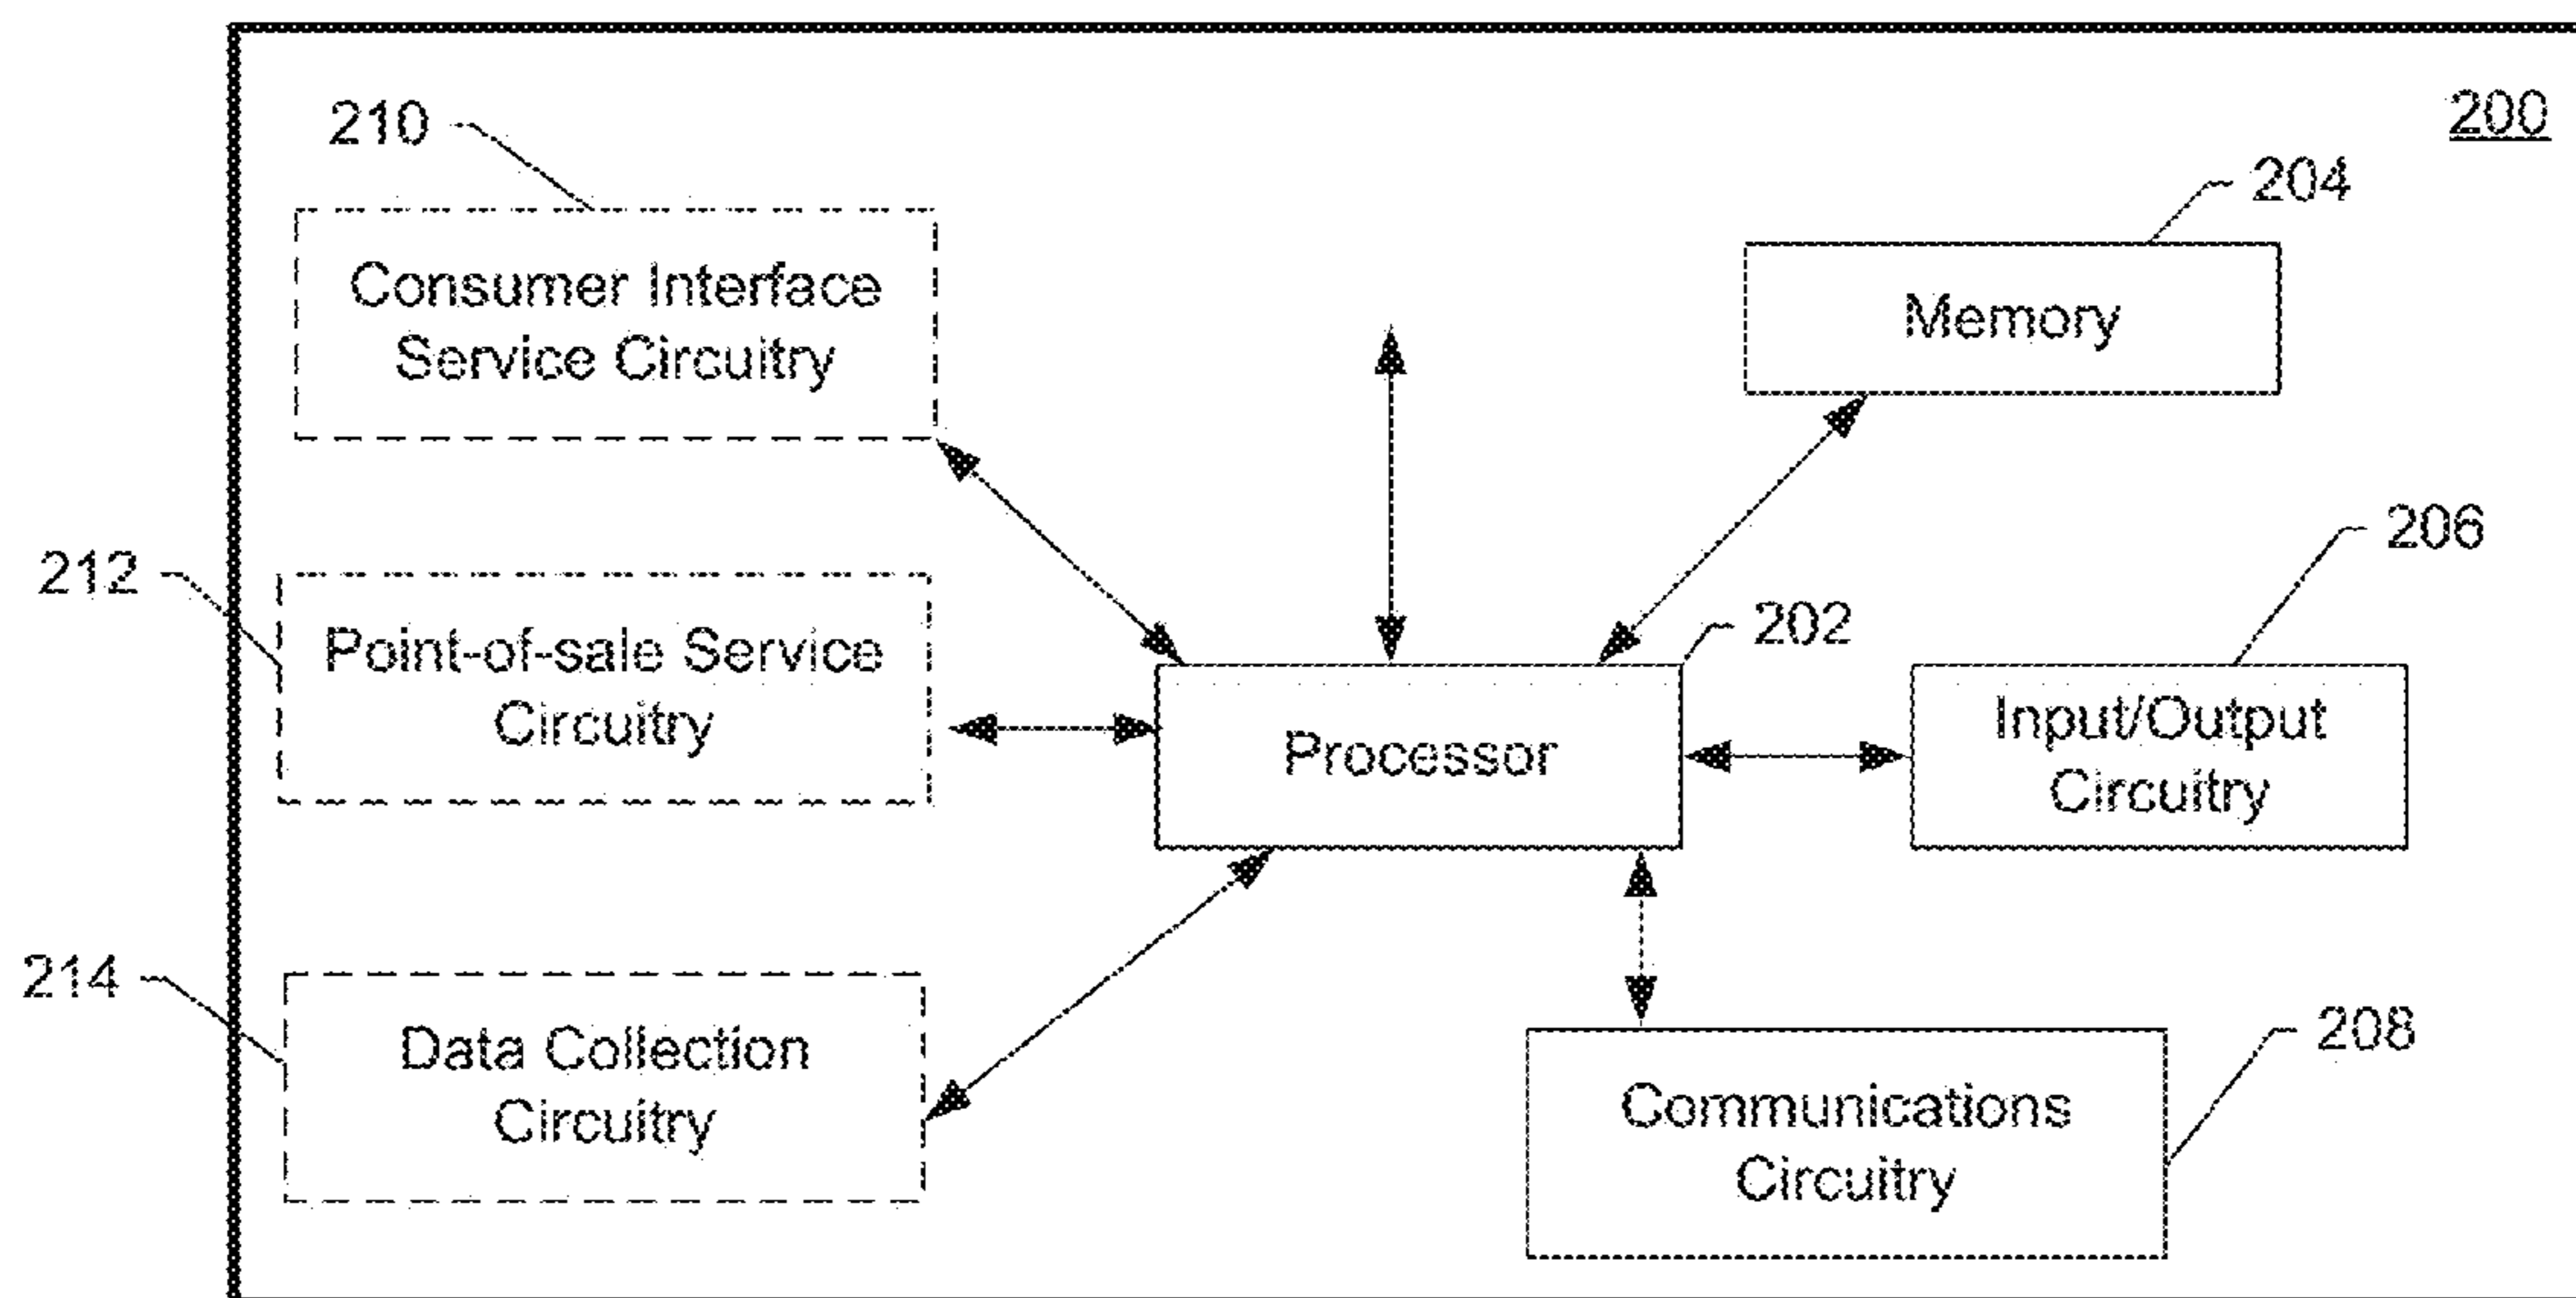 200
210
204
Consumer Interface
Service Circuitry
Memory
206
212
202
Point-of-sale Service
Circuitry
Processor
Input/Output
Circuitry
214
208
Data Collection
Circuitry
Communications
Circuitry